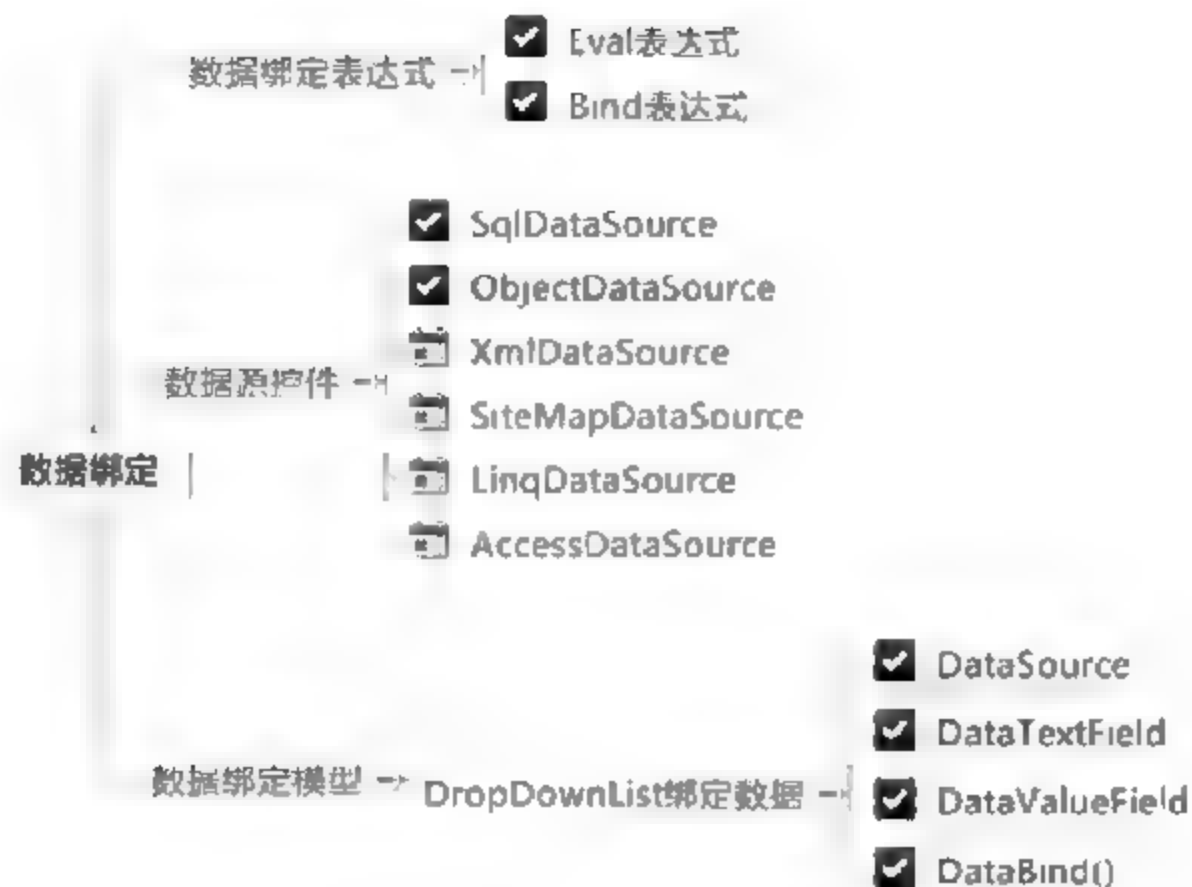 Eval表达式
数据绑定表达式
Bind表达式
SqlDataSource
ObjectDataSource
XmlDataSource
数据源控件
SiteMapDataSource
数据绑定
LinqDataSource
AccessDataSource
DataSource
DataTextField
数据绑定模型
DropDownList绑定数据
DataValueField
DataBind()